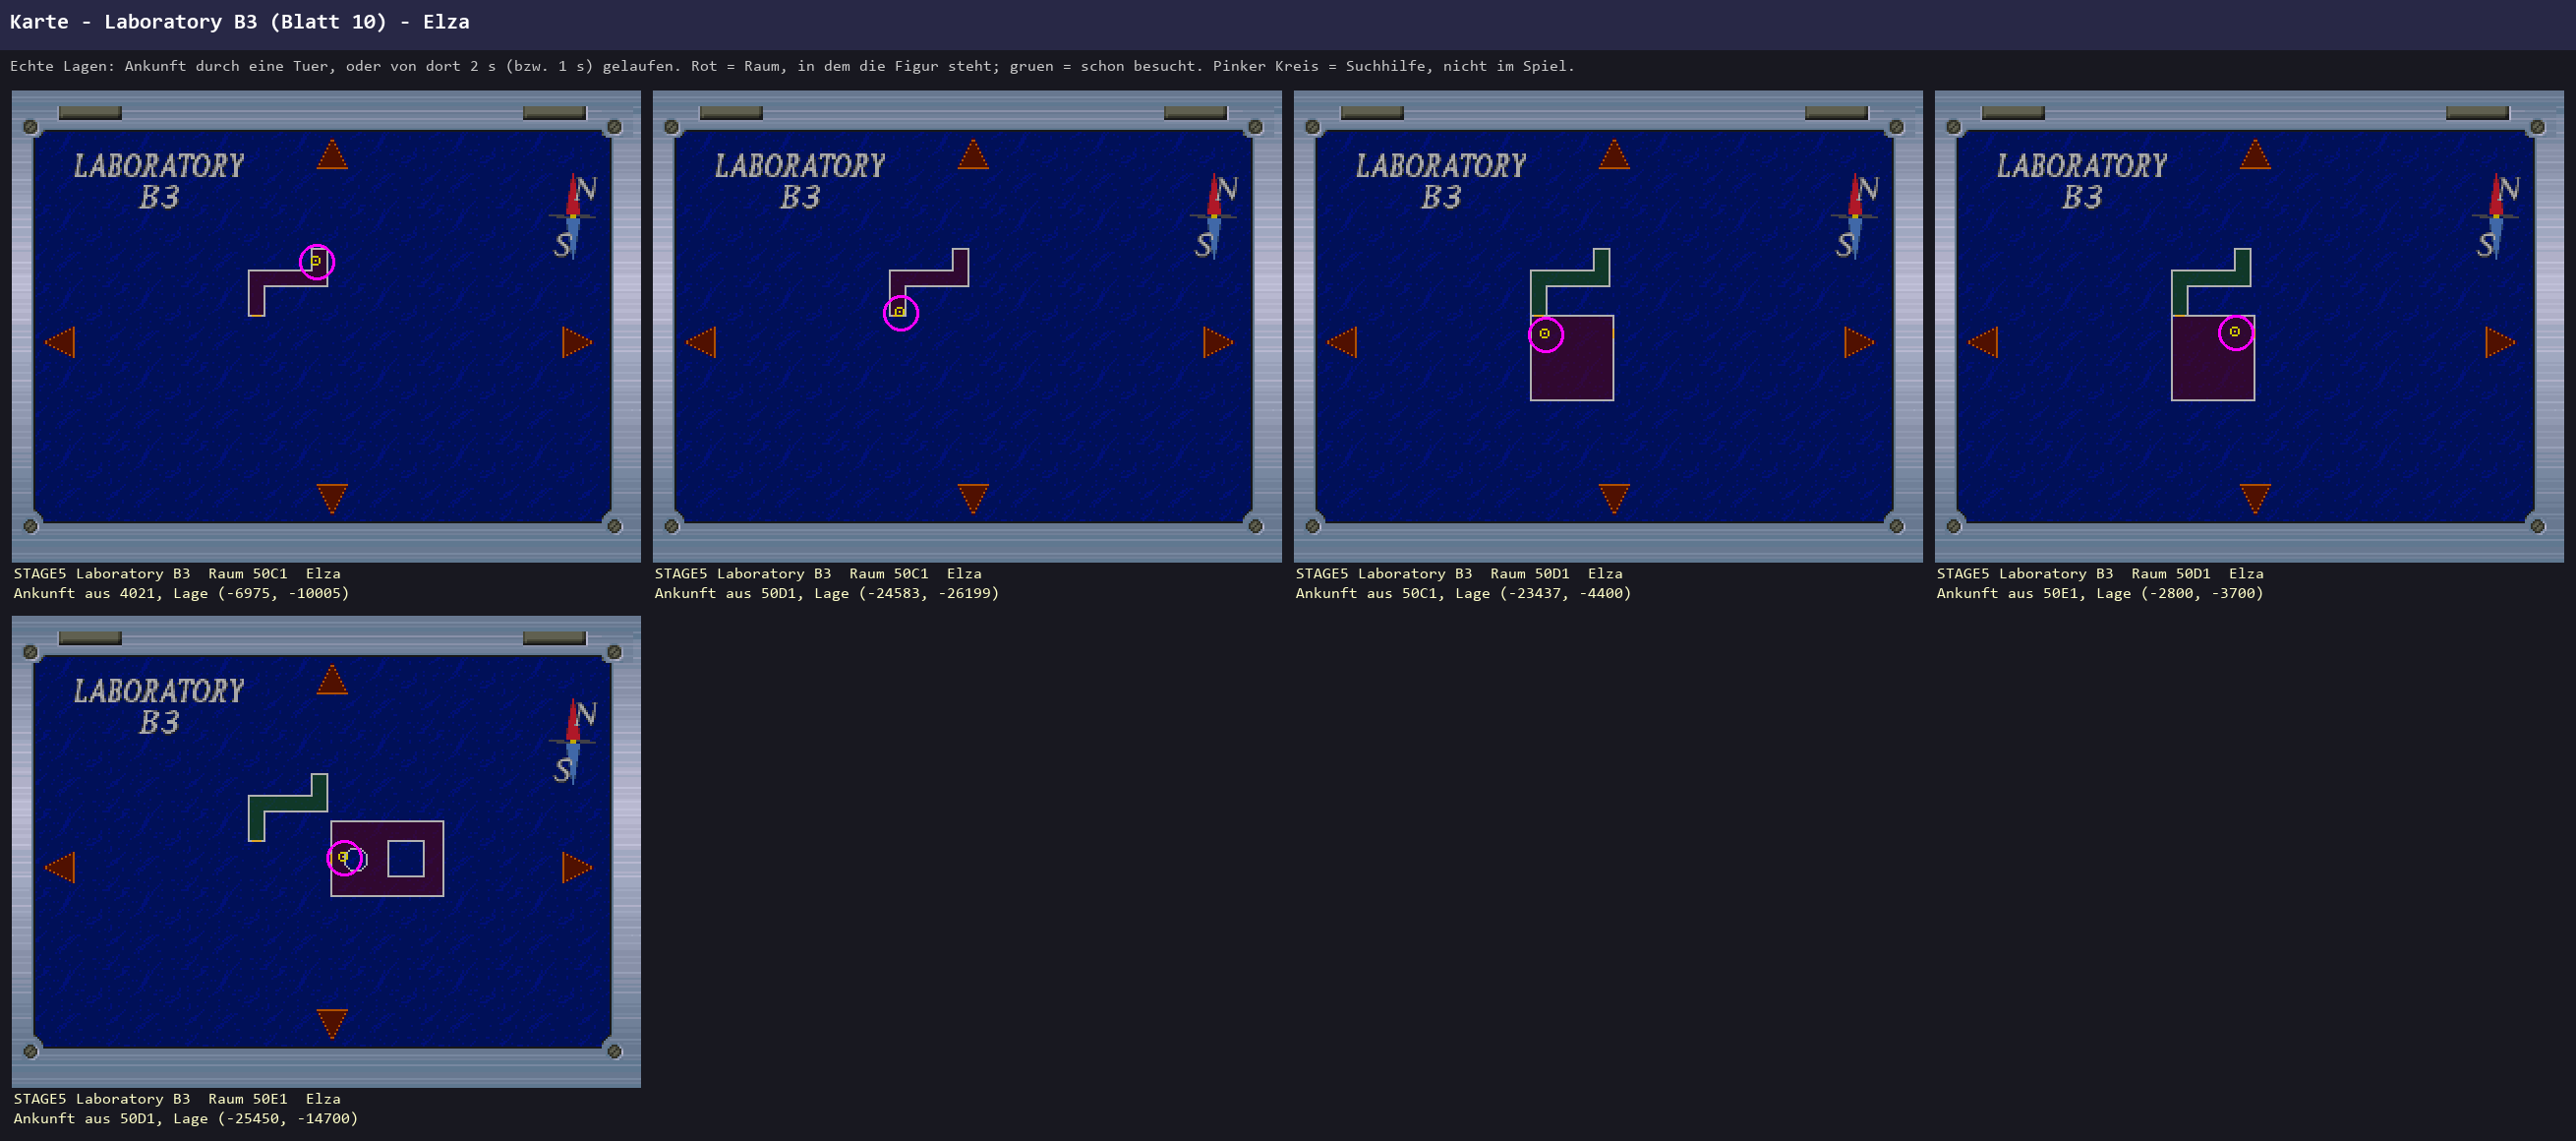 Karte - Laboratory B3 (Blatt 10) - Elza
Echte Lagen: Ankunft durch eine Tuer, oder von dort 2 s (bzw. 1 s) gelaufen. Rot = Raum, in dem die Figur steht; gruen = schon besucht. Pinker Kreis = Suchhilfe, nicht im Spiel.
LABORATORY
B3
N
S
STAGE5 Laboratory B3 Raum 50C1 Elza
Ankunft aus 4021, Lage (-6975, -10005)
LABORATORY
B3
N
S
STAGE5 Laboratory B3 Raum 50C1 Elza
Ankunft aus 50D1, Lage (-24583, -26199)
LABORATORY
B3
N
S
STAGE5 Laboratory B3 Raum 50D1 Elza
Ankunft aus 50C1, Lage (-23437, -4400)
LABORATORY
B3
N
S
STAGE5 Laboratory B3 Raum 50D1 Elza
Ankunft aus 50E1, Lage (-2800, -3700)
LABORATORY
B3
N
S
STAGE5 Laboratory B3 Raum 50E1 Elza
Ankunft aus 50D1, Lage (-25450, -14700)